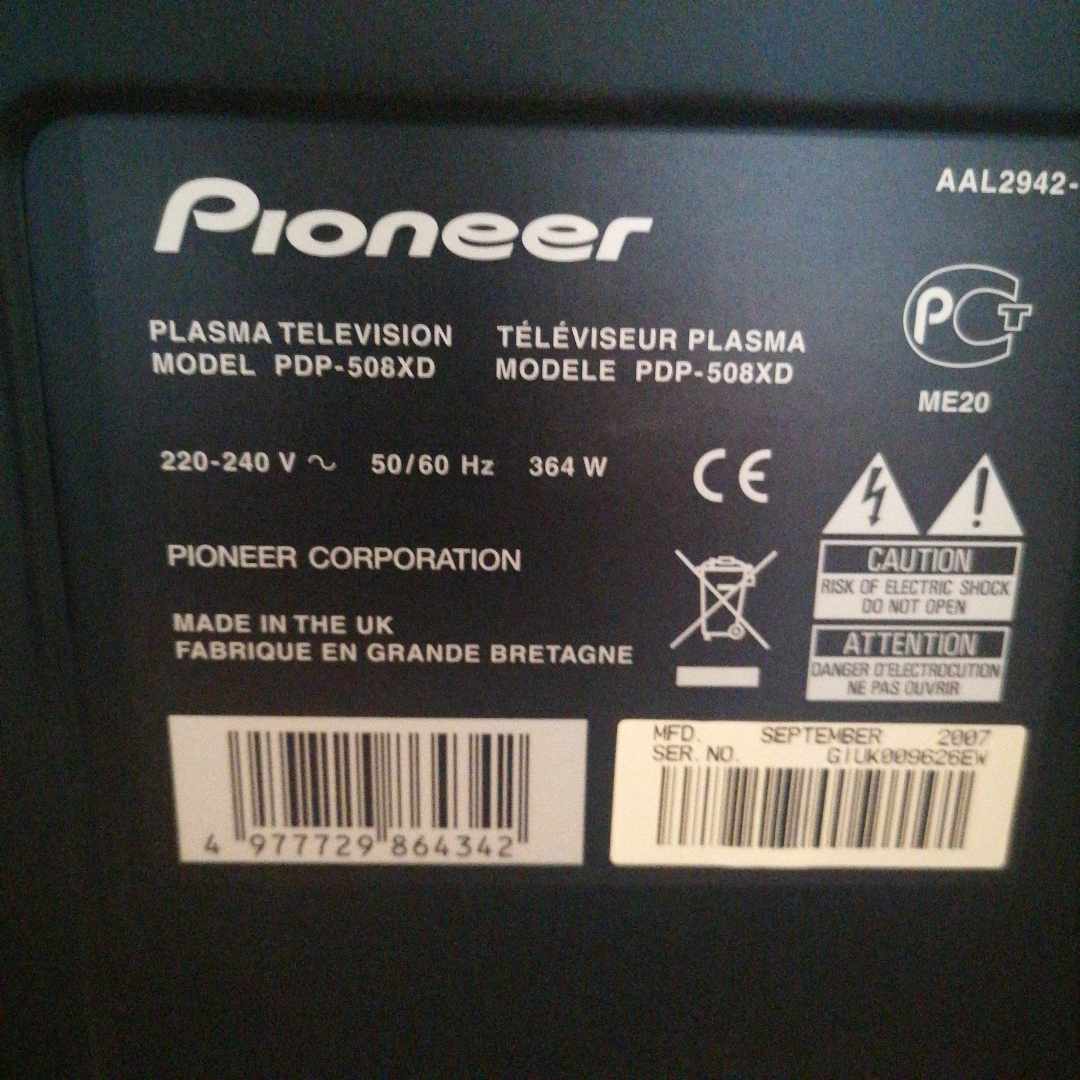 Pioneer
AAL2942-
PLASMA TELEVISION
MODEL PDP-508XD
TÉLÉVISEUR PLASMA
MODELE PDP-508XD
PCT
ME20
220-240 V ~ 50/60 Hz 364 W
CE
PIONEER CORPORATION
CAUTION
RISK OF ELECTRIC SHOCK
DO NOT OPEN
MADE IN THE UK
FABRIQUE EN GRANDE BRETAGNE
ATTENTION
DANGER D'ELECTROCUTION
NE PAS OUVRIR
4 977729 864342
MFD. SEPTEMBER 2007
SER. NO. GIUK009626EW